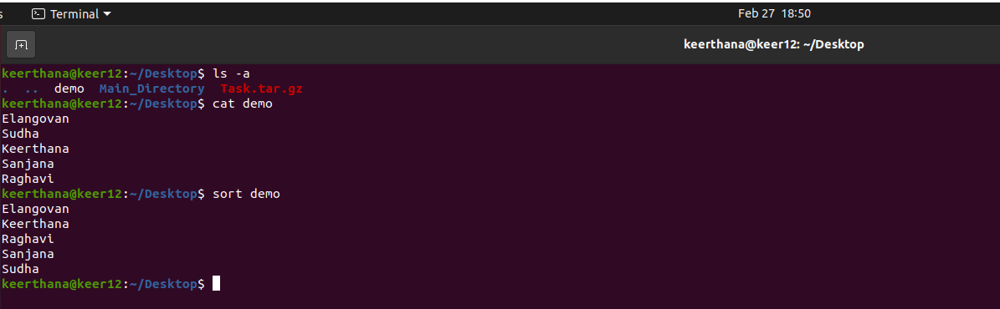 s Terminal Feb 27 18:50
keerthana@keer12: ~/Desktop
keerthana@keer12:~/Desktop$ ls -a
. .. demo Main_Directory Task.tar.gz
keerthana@keer12:~/Desktop$ cat demo
Elangovan
Sudha
Keerthana
Sanjana
Raghavi
keerthana@keer12:~/Desktop$ sort demo
Elangovan
Keerthana
Raghavi
Sanjana
Sudha
keerthana@keer12:~/Desktop$